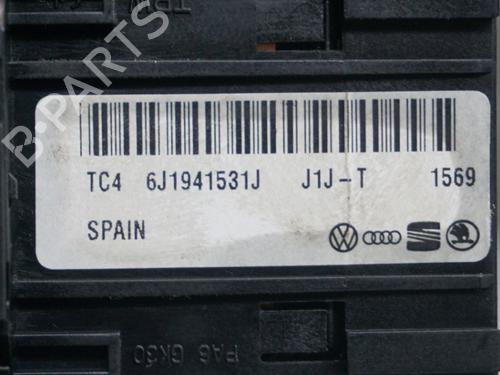 TC4 6J1941531J J1J-T 1569
SPAIN
PA6 GK30
B-PARTS